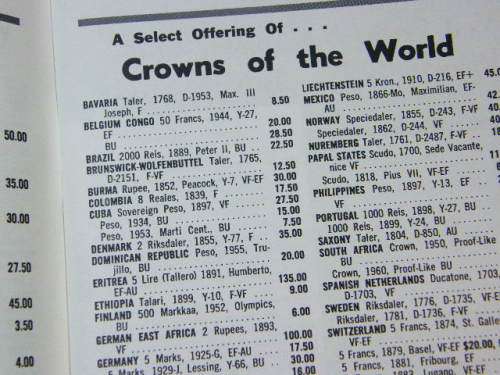 50.00
35.00
30.00
27.50
45.00
3.50
4.00
A Select Offering Of . . .
Crowns of the World
BAVARIA Taler, 1768, D-1953, Max. III
Joseph, F 8.50
BELGIUM CONGO 50 Francs, 1944, Y-27,
EF 20.00
BU 28.50
BRAZIL 2000 Reis, 1889, Peter II, BU 22.50
BRUNSWICK-WOLFENBUTTEL Taler, 1765,
D-2151, F-VF 12.50
BURMA Rupee, 1852, Peacock, Y-7, VF-EF 30.00
COLOMBIA 8 Reales, 1839, F 17.50
CUBA Sovereign Peso, 1897, VF 27.50
Peso, 1934, BU 15.00
Peso, 1953, Marti Cent., BU 7.50
DENMARK 2 Riksdaler, 1855, Y-77, F 35.00
DOMINICAN REPUBLIC Peso, 1955, Trujillo, BU 20.00
ERITREA 5 Lire (Tallero) 1891, Humberto,
EF-AU 135.00
ETHIOPIA Talari, 1899, Y-10, F-VF 9.00
FINLAND 500 Markkaa, 1952, Olympics,
BU 6.00
GERMAN EAST AFRICA 2 Rupees, 1893,
VF 100.00
GERMANY 5 Marks, 1925-G, EF-AU 17.50
5 Marks, 1929-J, Lessing, Y-66, BU 30.00
LIECHTENSTEIN 5 Kron., 1910, D-216, EF+ 45.0
MEXICO Peso, 1866-Mo, Maximilian, EF-
AU
NORWAY Speciedaler, 1855, D-243, F-VF
Speciedaler, 1862, D-244, VF
NUREMBERG Taler, 1761, D-2487, F-VF
PAPAL STATES Scudo, 1700, Sede Vacante,
nice VF
Scudo, 1818, Pius VII, VF-EF
PHILIPPINES Peso, 1897, Y-13, EF
VF
PORTUGAL 1000 Reis, 1898, Y-27, BU
1000 Reis, 1899, Y-24, BU
SAXONY Taler, 1804, D-850, AU
SOUTH AFRICA Crown, 1950, Proof-Like
BU
Crown, 1960, Proof-Like BU
SPANISH NETHERLANDS Ducatone, 1703,
D-1703, VF
SWEDEN Riksdaler, 1776, D-1735, VF-E
Riksdaler, 1781, D-1736, F-VF
SWITZERLAND 5 Francs, 1874, St. Galle
5 Francs, 1879, Basel, VF-EF $20.00,
5 Francs, 1881, Fribourg, EF